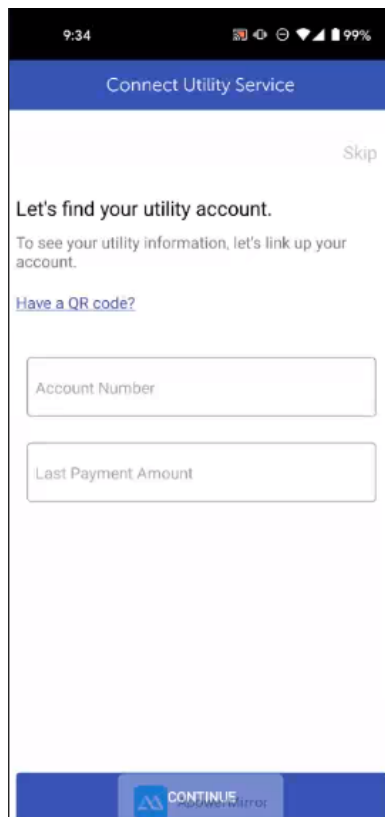 9:34
99%
Connect Utility Service
Skip
Let's find your utility account.
To see your utility information, let's link up your
account.
Have a QR code?
Account Number
Last Payment Amount
CONTINUE
ApowerMirror